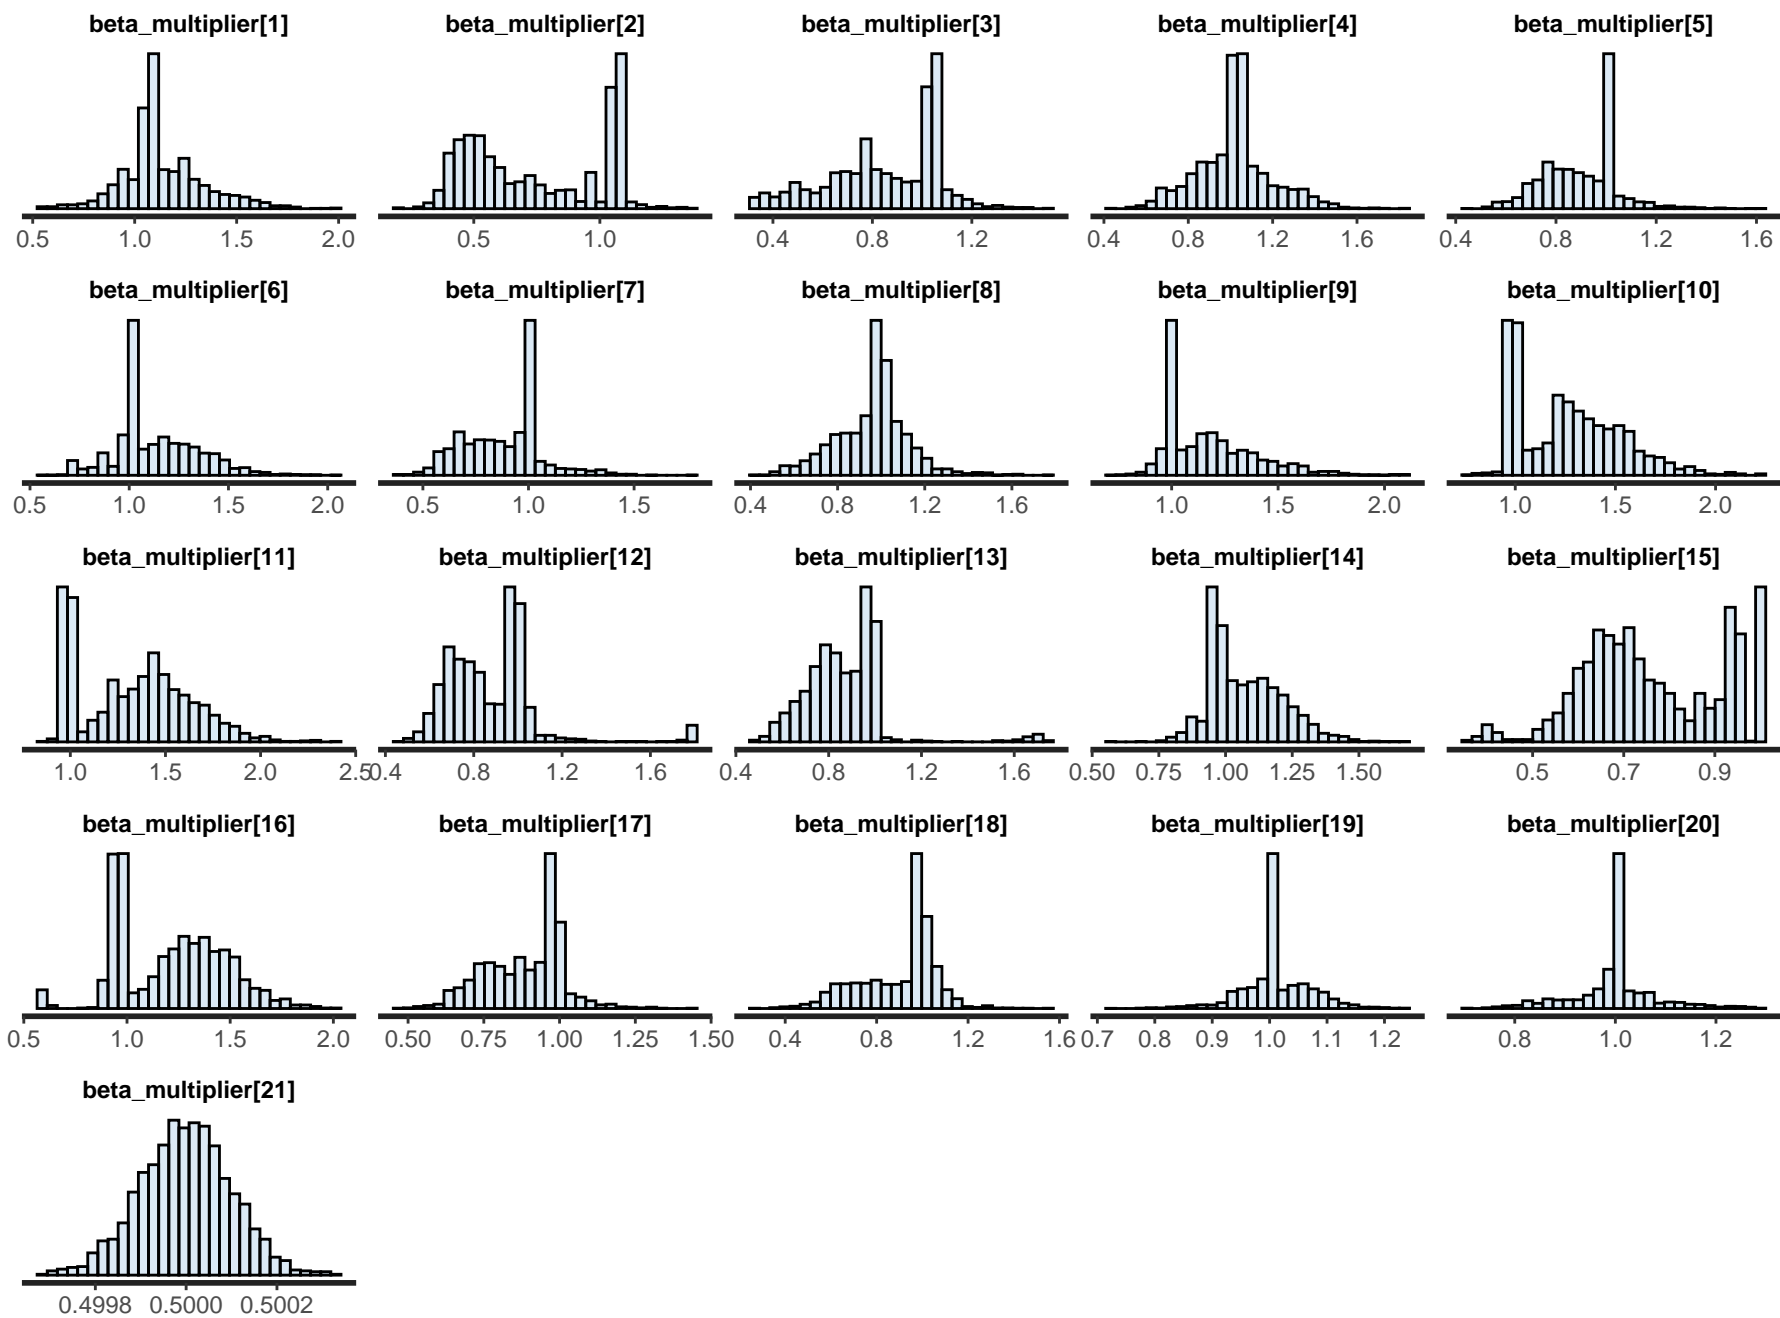 beta_multiplier[1] beta_multiplier[2] beta_multiplier[3] beta_multiplier[4] beta_multiplier[5]
0.5 1.0 1.5 2.0 0.5 1.0 0.4 0.8 1.2 0.4 0.8 1.2 1.6 0.4 0.8 1.2 1.6
beta_multiplier[6] beta_multiplier[7] beta_multiplier[8] beta_multiplier[9] beta_multiplier[10]
0.5 1.0 1.5 2.0 0.5 1.0 1.5 0.4 0.8 1.2 1.6 1.0 1.5 2.0 1.0 1.5 2.0
beta_multiplier[11] beta_multiplier[12] beta_multiplier[13] beta_multiplier[14] beta_multiplier[15]
1.0 1.5 2.0 2.5 0.4 0.8 1.2 1.6 0.4 0.8 1.2 1.6 0.50 0.75 1.00 1.25 1.50 0.5 0.7 0.9
beta_multiplier[16] beta_multiplier[17] beta_multiplier[18] beta_multiplier[19] beta_multiplier[20]
0.5 1.0 1.5 2.0 0.50 0.75 1.00 1.25 1.50 0.4 0.8 1.2 1.6 0.7 0.8 0.9 1.0 1.1 1.2 0.8 1.0 1.2
beta_multiplier[21]
0.4998 0.5000 0.5002